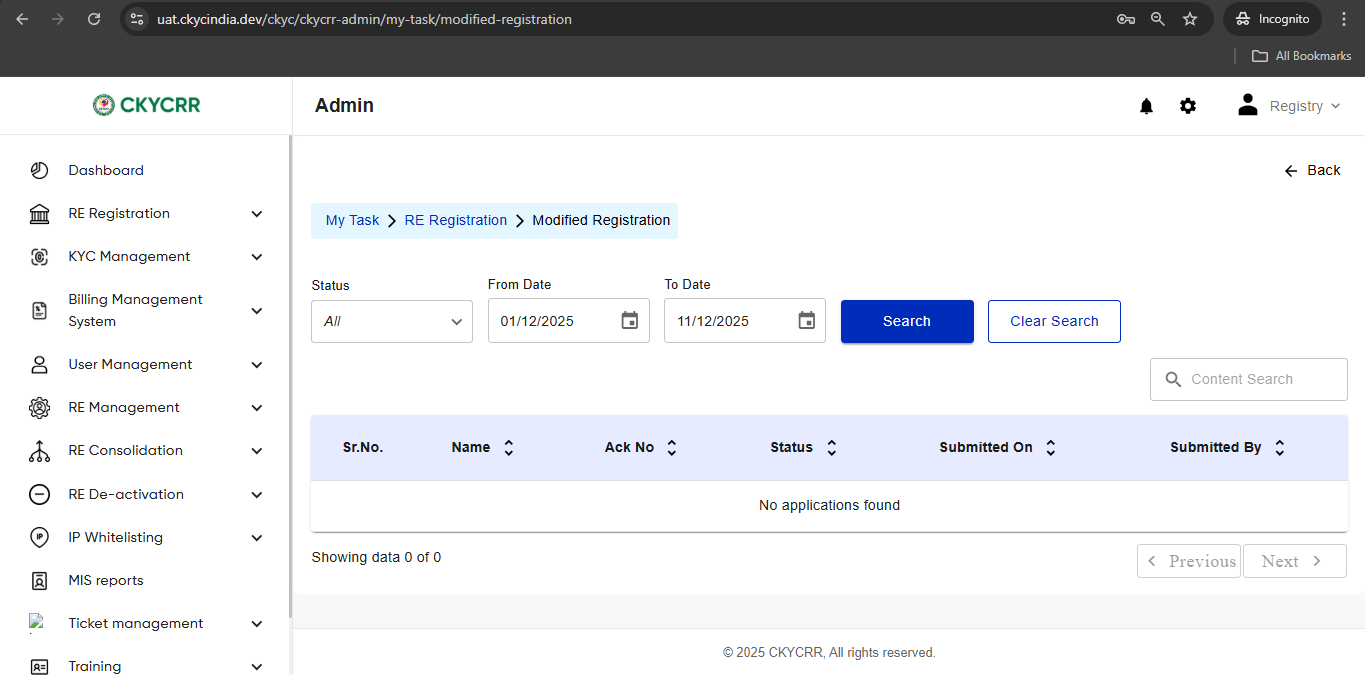 uat.ckycindia.dev/ckyc/ckycrr-admin/my-task/modified-registration
Incognito
All Bookmarks
CKYCRR
Admin
Registry
Dashboard
RE Registration
KYC Management
Billing Management
System
User Management
RE Management
RE Consolidation
RE De-activation
IP Whitelisting
MIS reports
Ticket management
Training
Back
My Task > RE Registration > Modified Registration
Status From Date To Date
All 01/12/2025 11/12/2025 Search Clear Search
Content Search
Sr.No. Name Ack No Status Submitted On Submitted By
No applications found
Showing data 0 of 0
Previous Next
© 2025 CKYCRR, All rights reserved.